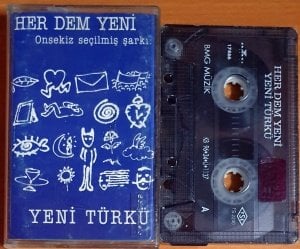 HER DEM YENİ
Onsekiz seçilmiş şarkı
YENİ TÜRKÜ
HER DEM YENİ
YENİ TÜRKÜ
BMG MÜZİK
A